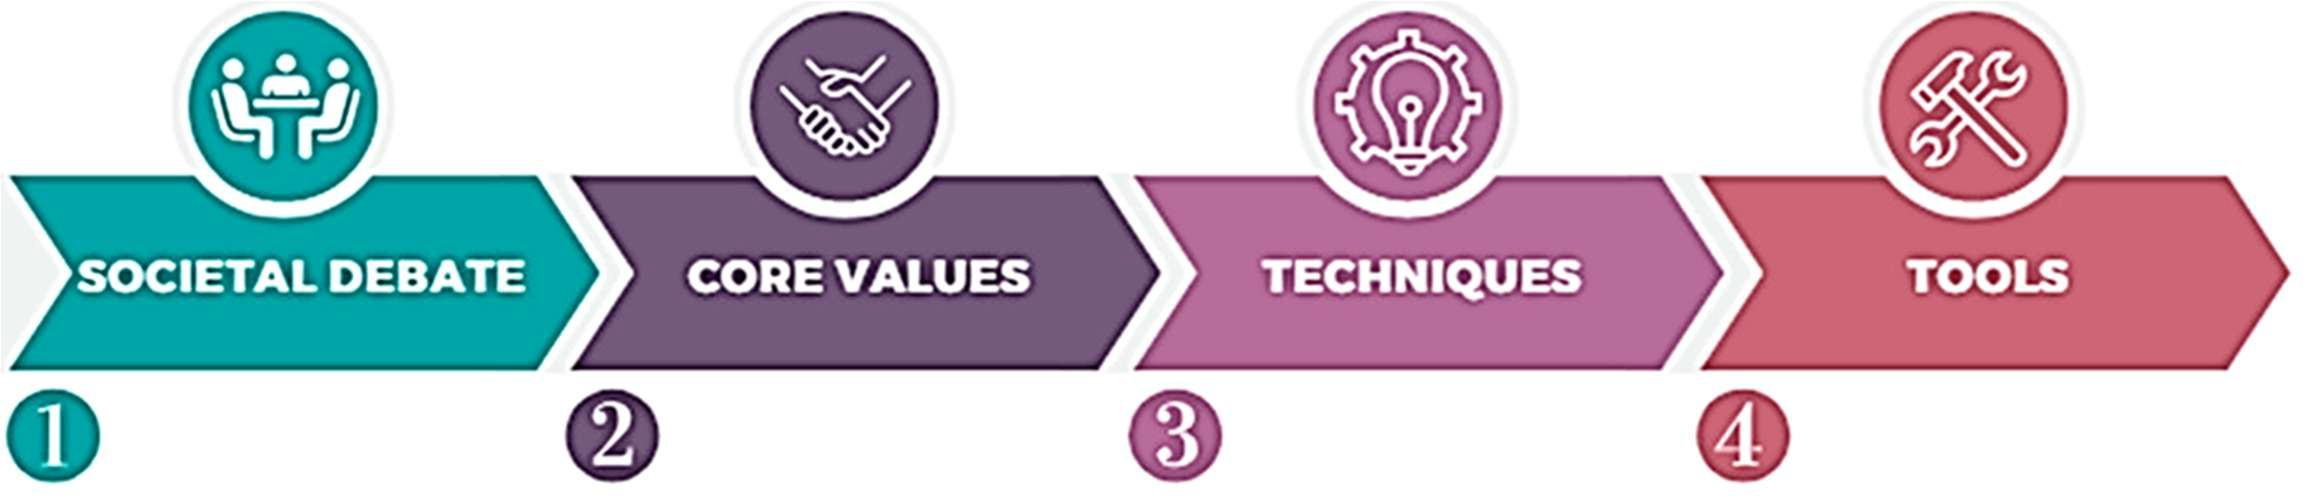 SOCIETAL DEBATE
CORE VALUES
TECHNIQUES
TOOLS
1
2
3
4